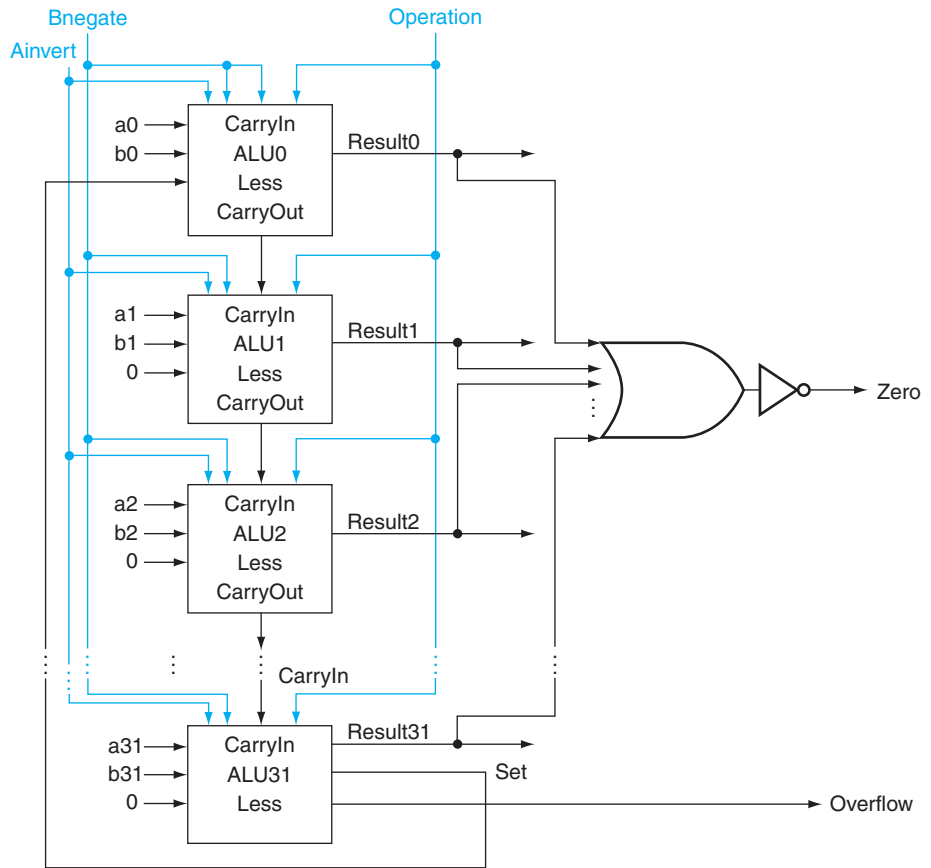 Bnegate
Operation
Ainvert
a0
b0
CarryIn
ALU0
Less
CarryOut
Result0
a1
b1
0
CarryIn
ALU1
Less
CarryOut
Result1
Zero
a2
b2
0
CarryIn
ALU2
Less
CarryOut
Result2
CarryIn
a31
b31
0
CarryIn
ALU31
Less
Result31
Set
Overflow